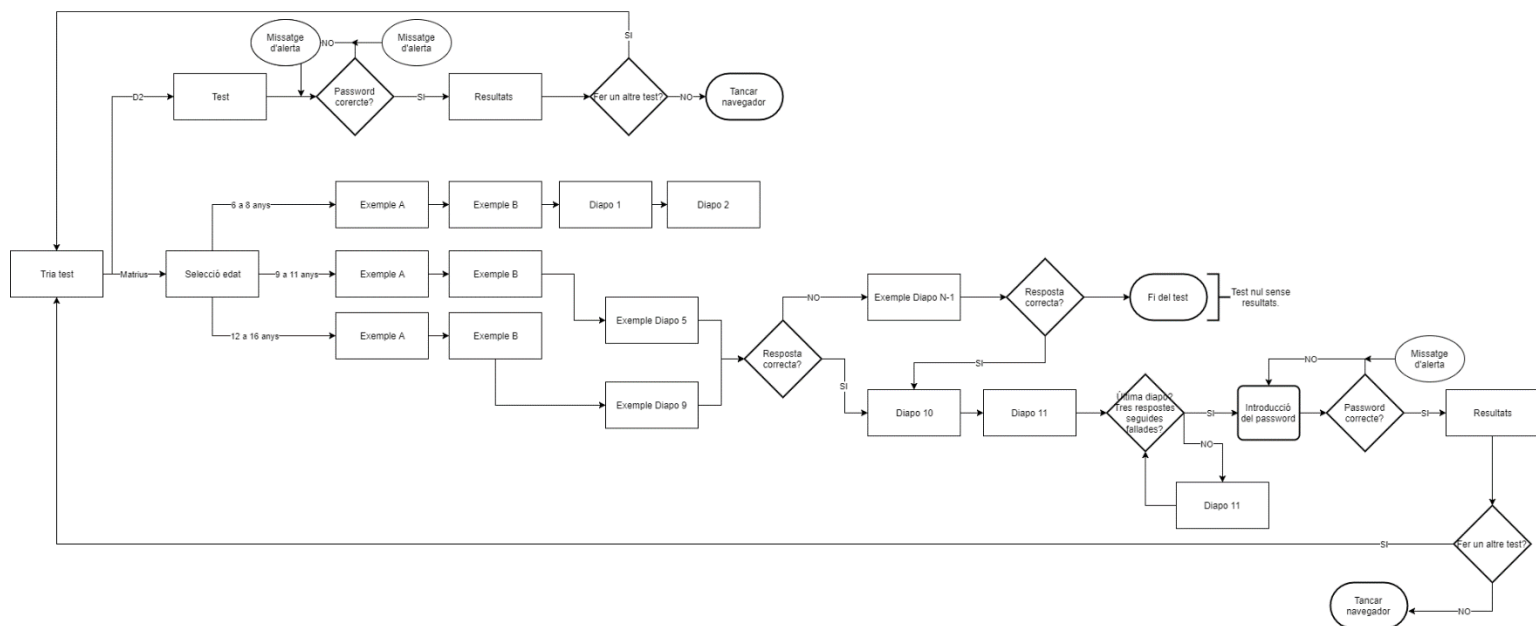 SI
Missatge
d'alerta
NO
Missatge
d'alerta
D2
Test
Password
corercte?
SI
Resultats
Fer un altre test?
NO
Tancar
navegador
6 a 8 anys
Exemple A
Exemple B
Diapo 1
Diapo 2
Tria test
Matrius
Selecció edat
9 a 11 anys
Exemple A
Exemple B
12 a 16 anys
Exemple A
Exemple B
Exemple Diapo 5
Exemple Diapo 9
Resposta
correcta?
NO
Exemple Diapo N-1
Resposta
correcta?
Fi del test
Test nul sense
resultats.
SI
SI
Diapo 10
Diapo 11
Última diapo?
Tres respostes
seguides
fallades?
SI
NO
Diapo 11
Introducció
del password
NO
Missatge
d'alerta
Password
correcte?
SI
Resultats
Fer un altre test?
SI
NO
Tancar
navegador